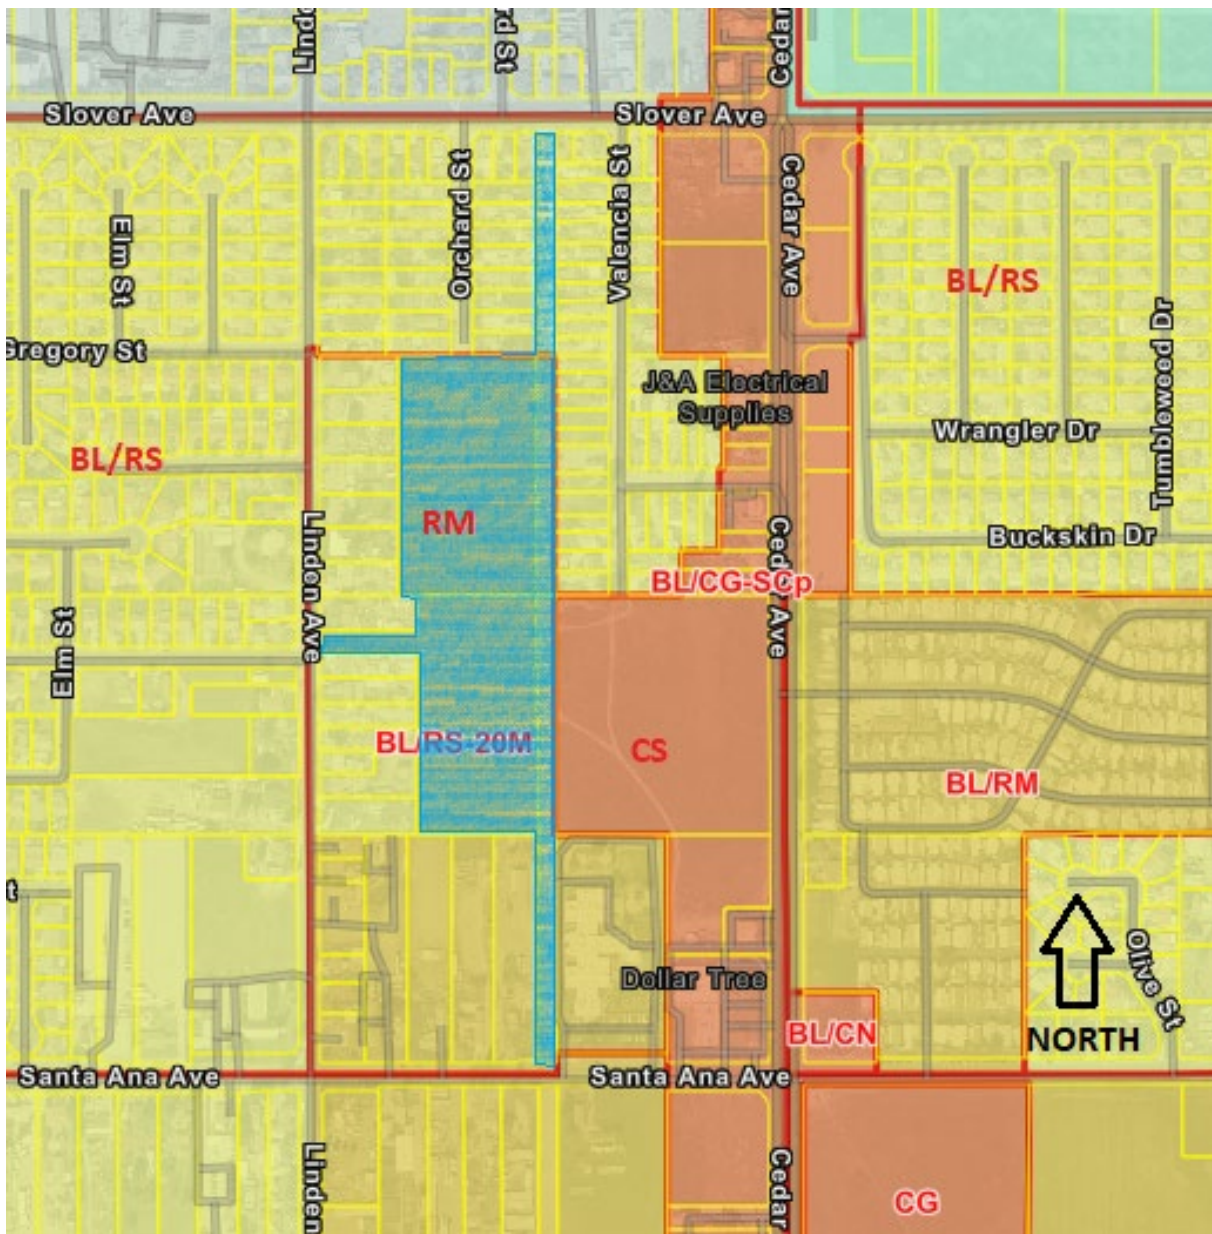 Cedar
Slover Ave
Slover Ave
Orchard St
Valencia St
Cedar Ave
Elm St
BL/RS
Tumbleweed Dr
Gregory St
J&A Electrical
Supplies
BL/RS
Wrangler Dr
RM
Linden Ave
Cedar Ave
Buckskin Dr
BL/CG-SCp
Elm St
BL/RS-20M
CS
BL/RM
Olive St
Dollar Tree
BL/CN
NORTH
Santa Ana Ave
Santa Ana Ave
Linden
Cedar
CG